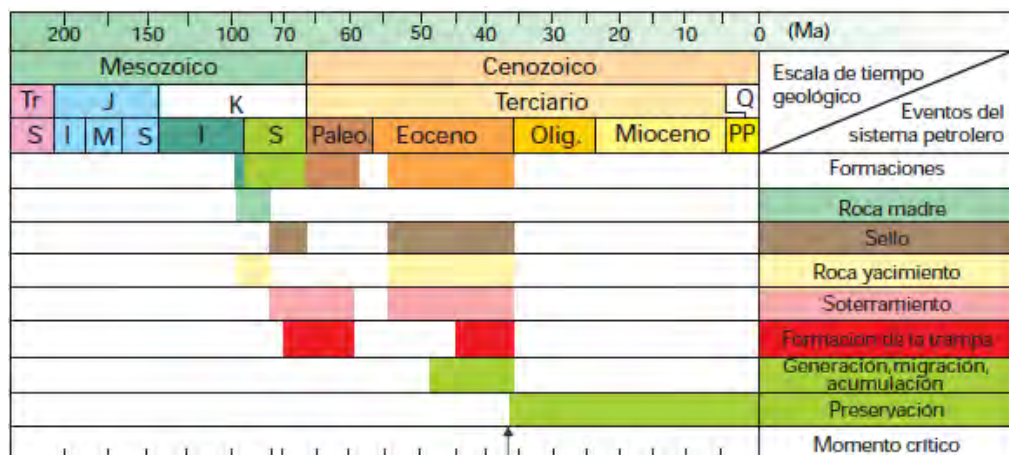 200 150 100 70 60 50 40 30 20 10 0 (Ma)
Mesozoico Cenozoico
Escala de tiempo
geológico
Tr J K Terciario Q
Eventos del
sistema petrolero
S I M S I S Paleo. Eoceno Olig. Mioceno PP
Formaciones
Roca madre
Sello
Roca yacimiento
Soterramiento
Formación de la trampa
Generación, migración,
acumulación
Preservación
Momento crítico